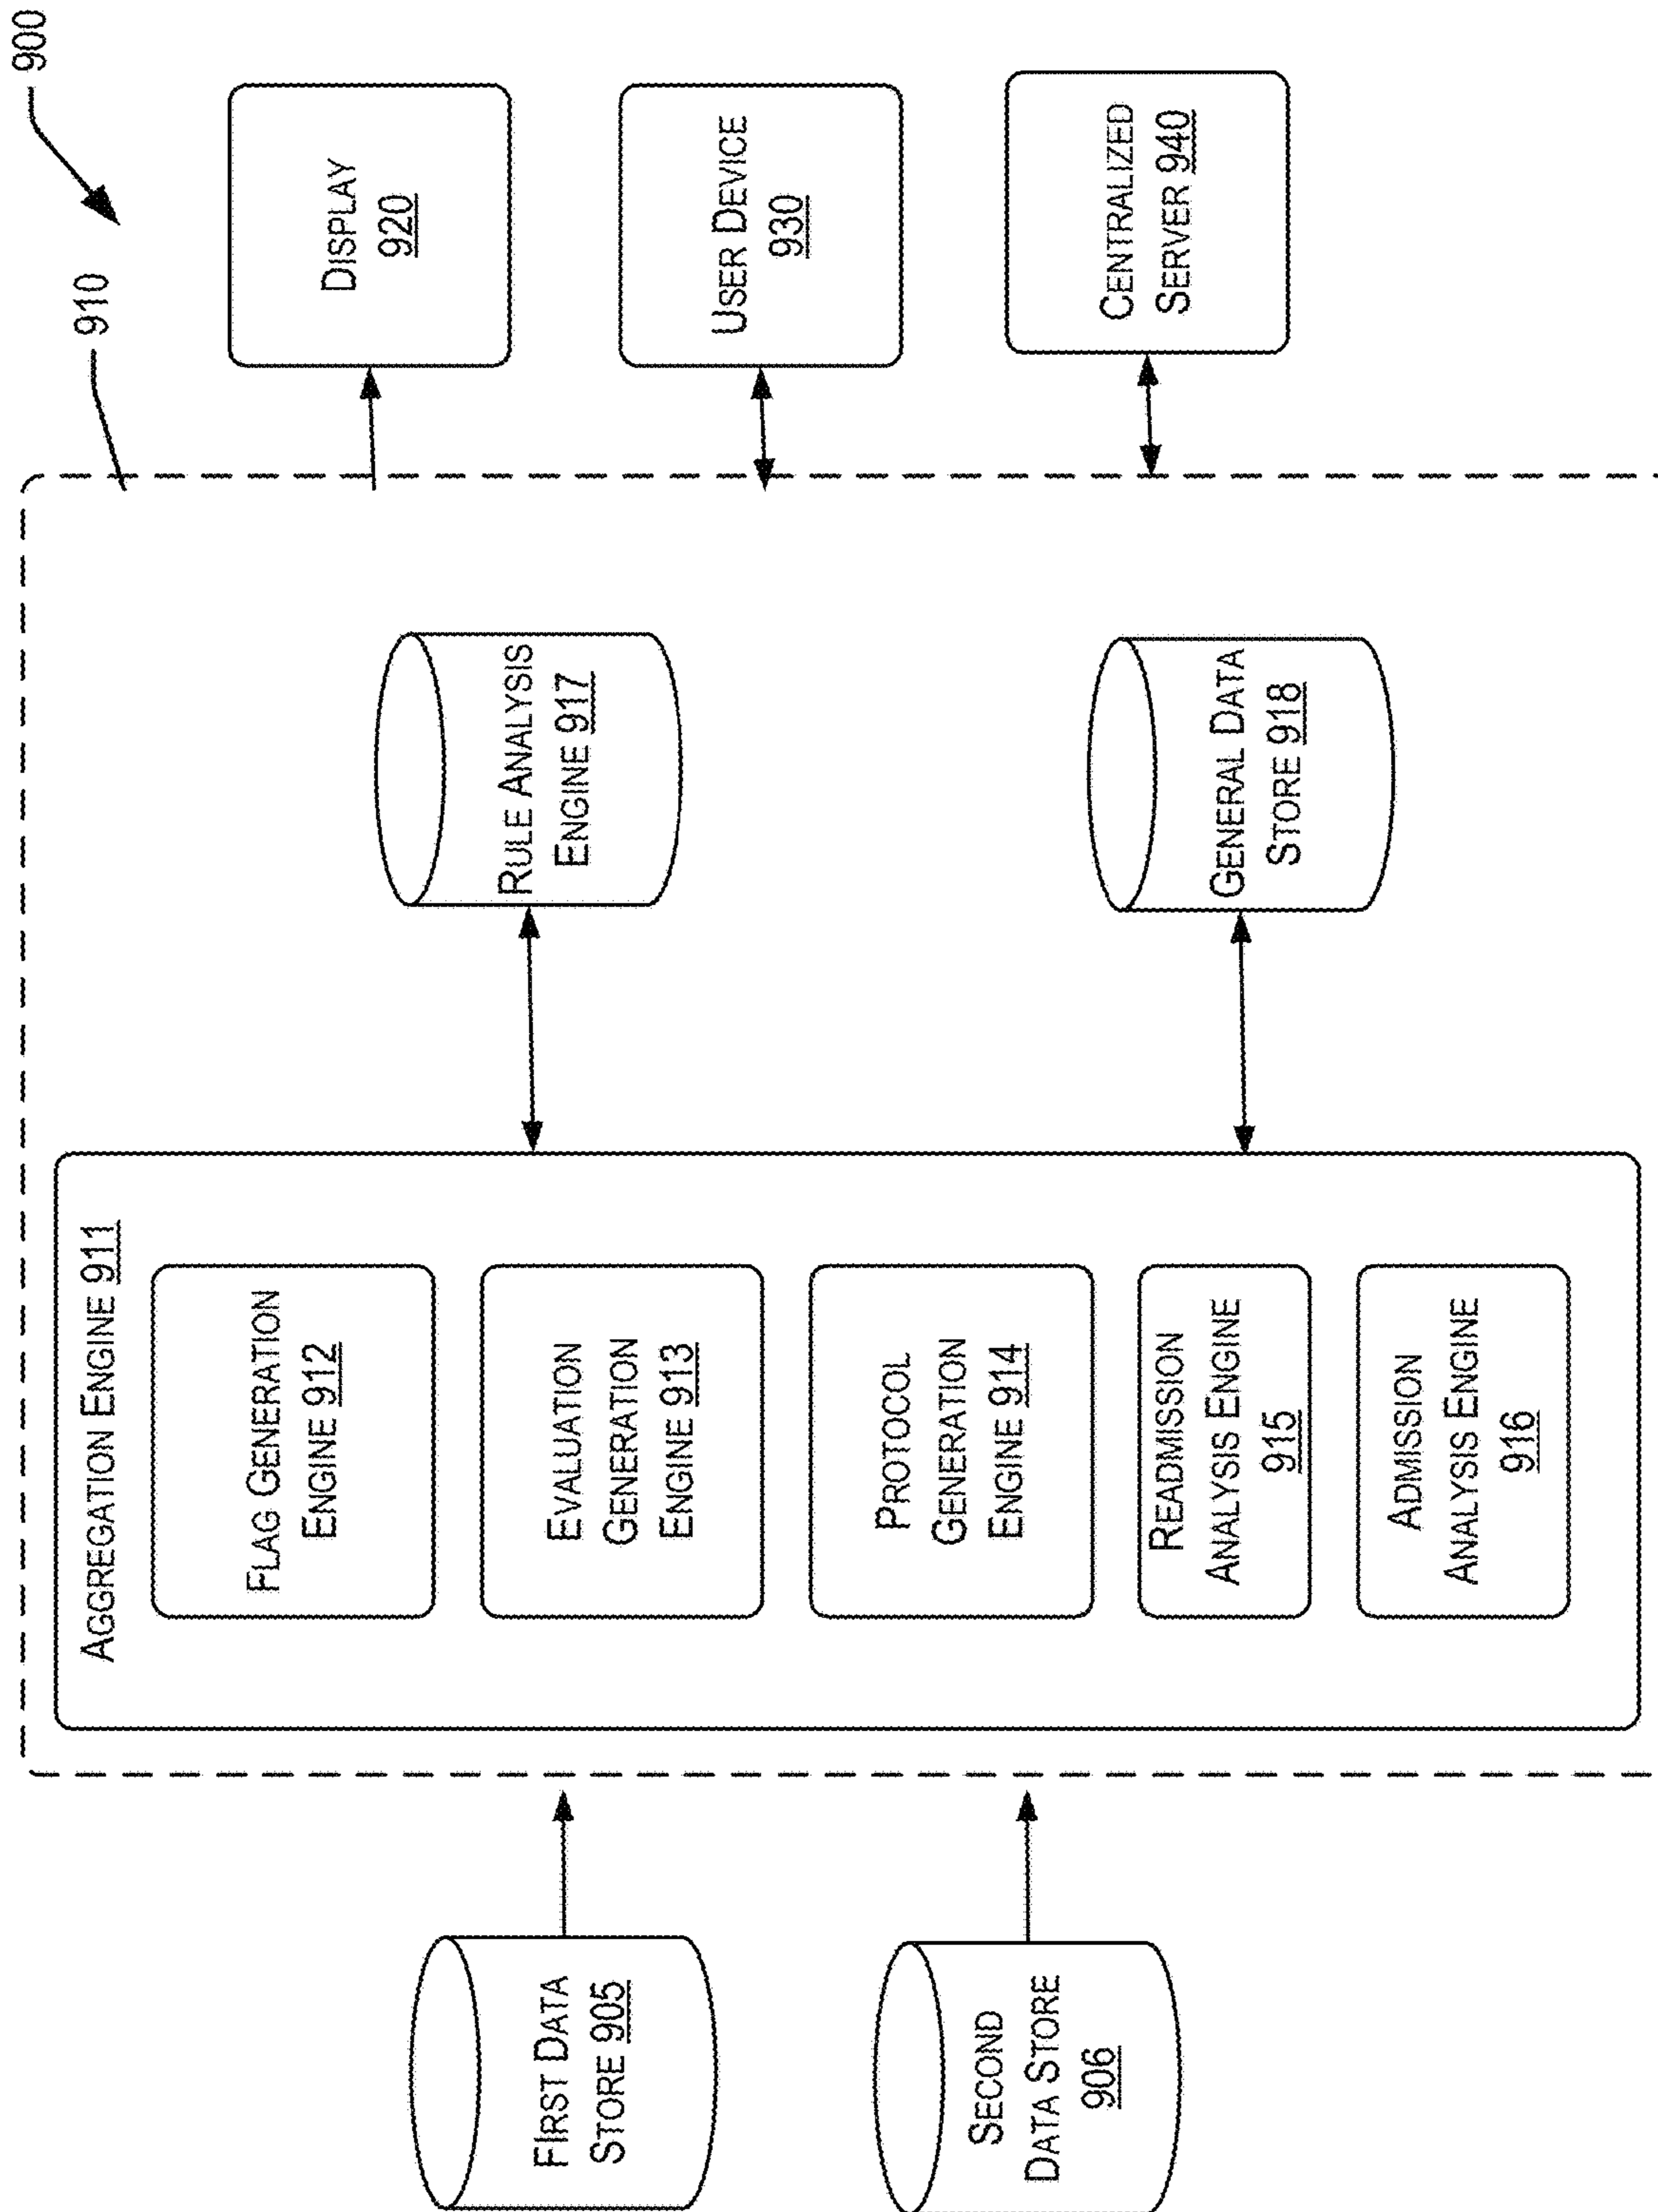 900
910
FIRST DATA
STORE 905
SECOND
DATA STORE
906
AGGREGATION ENGINE 911
FLAG GENERATION
ENGINE 912
EVALUATION
GENERATION
ENGINE 913
PROTOCOL
GENERATION
ENGINE 914
READMISSION
ANALYSIS ENGINE
915
ADMISSION
ANALYSIS ENGINE
916
RULE ANALYSIS
ENGINE 917
GENERAL DATA
STORE 918
DISPLAY
920
USER DEVICE
930
CENTRALIZED
SERVER 940